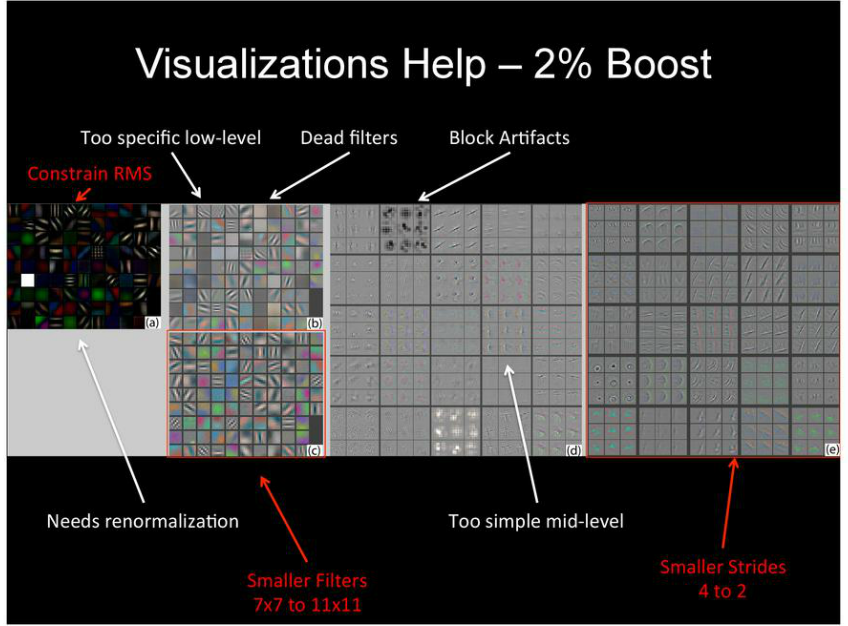 Visualizations Help – 2% Boost
Too specific low-level
Dead filters
Block Artifacts
Constrain RMS
(a)
(b)
(c)
(d)
(e)
Needs renormalization
Too simple mid-level
Smaller Filters
7x7 to 11x11
Smaller Strides
4 to 2